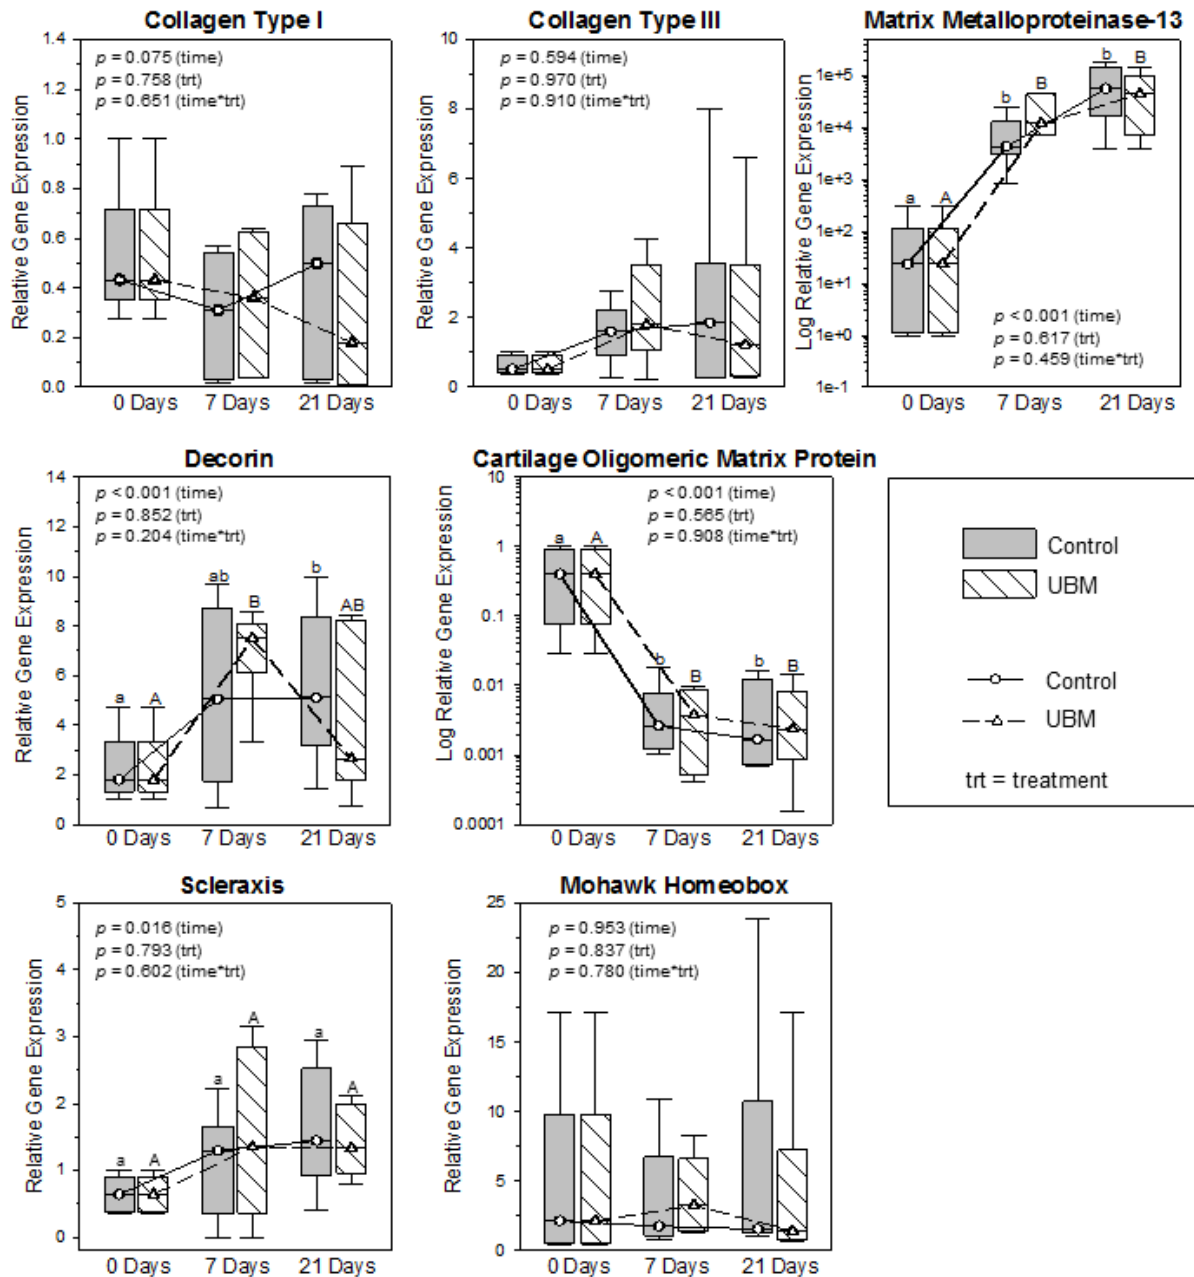 Collagen Type I
1.4
1.2
1.0
0.8
0.6
0.4
0.2
0.0
Relative Gene Expression
p = 0.075 (time)
p = 0.758 (trt)
p = 0.651 (time*trt)
0 Days 7 Days 21 Days
Collagen Type III
10
8
6
4
2
0
Relative Gene Expression
p = 0.594 (time)
p = 0.970 (trt)
p = 0.910 (time*trt)
0 Days 7 Days 21 Days
Matrix Metalloproteinase-13
1e+5
1e+4
1e+3
1e+2
1e+1
1e+0
1e-1
Log Relative Gene Expression
a A b B b B
p < 0.001 (time)
p = 0.617 (trt)
p = 0.459 (time*trt)
0 Days 7 Days 21 Days
Decorin
14
12
10
8
6
4
2
0
Relative Gene Expression
p < 0.001 (time)
p = 0.852 (trt)
p = 0.204 (time*trt)
a A ab B b AB
0 Days 7 Days 21 Days
Cartilage Oligomeric Matrix Protein
10
1
0.1
0.01
0.001
0.0001
Log Relative Gene Expression
p < 0.001 (time)
p = 0.565 (trt)
p = 0.908 (time*trt)
a A b B b B
0 Days 7 Days 21 Days
Control
UBM
Control
UBM
trt = treatment
Scleraxis
5
4
3
2
1
0
Relative Gene Expression
p = 0.016 (time)
p = 0.793 (trt)
p = 0.602 (time*trt)
a A a A a A
0 Days 7 Days 21 Days
Mohawk Homeobox
25
20
15
10
5
0
Relative Gene Expression
p = 0.953 (time)
p = 0.837 (trt)
p = 0.780 (time*trt)
0 Days 7 Days 21 Days